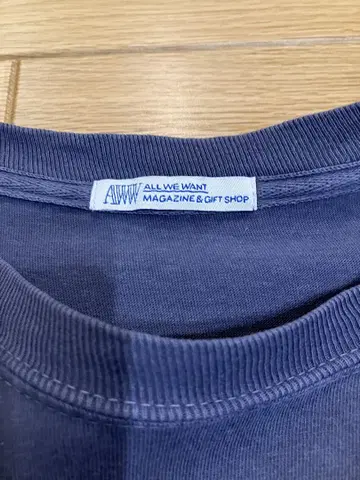 AWW ALL WE WANT
MAGAZINE & GIFT SHOP